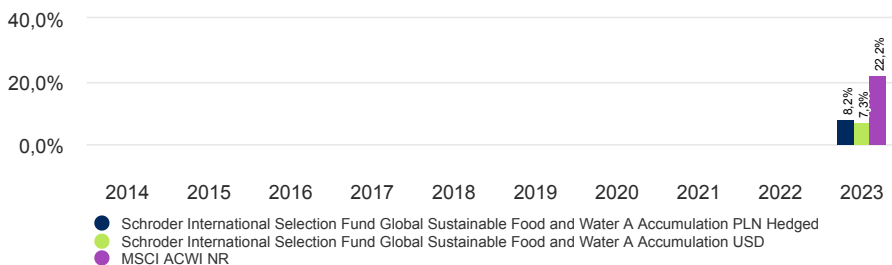 40,0%
20,0%
0,0%
8,2%
7,3%
22,2%
2014 2015 2016 2017 2018 2019 2020 2021 2022 2023
Schroder International Selection Fund Global Sustainable Food and Water A Accumulation PLN Hedged
Schroder International Selection Fund Global Sustainable Food and Water A Accumulation USD
MSCI ACWI NR